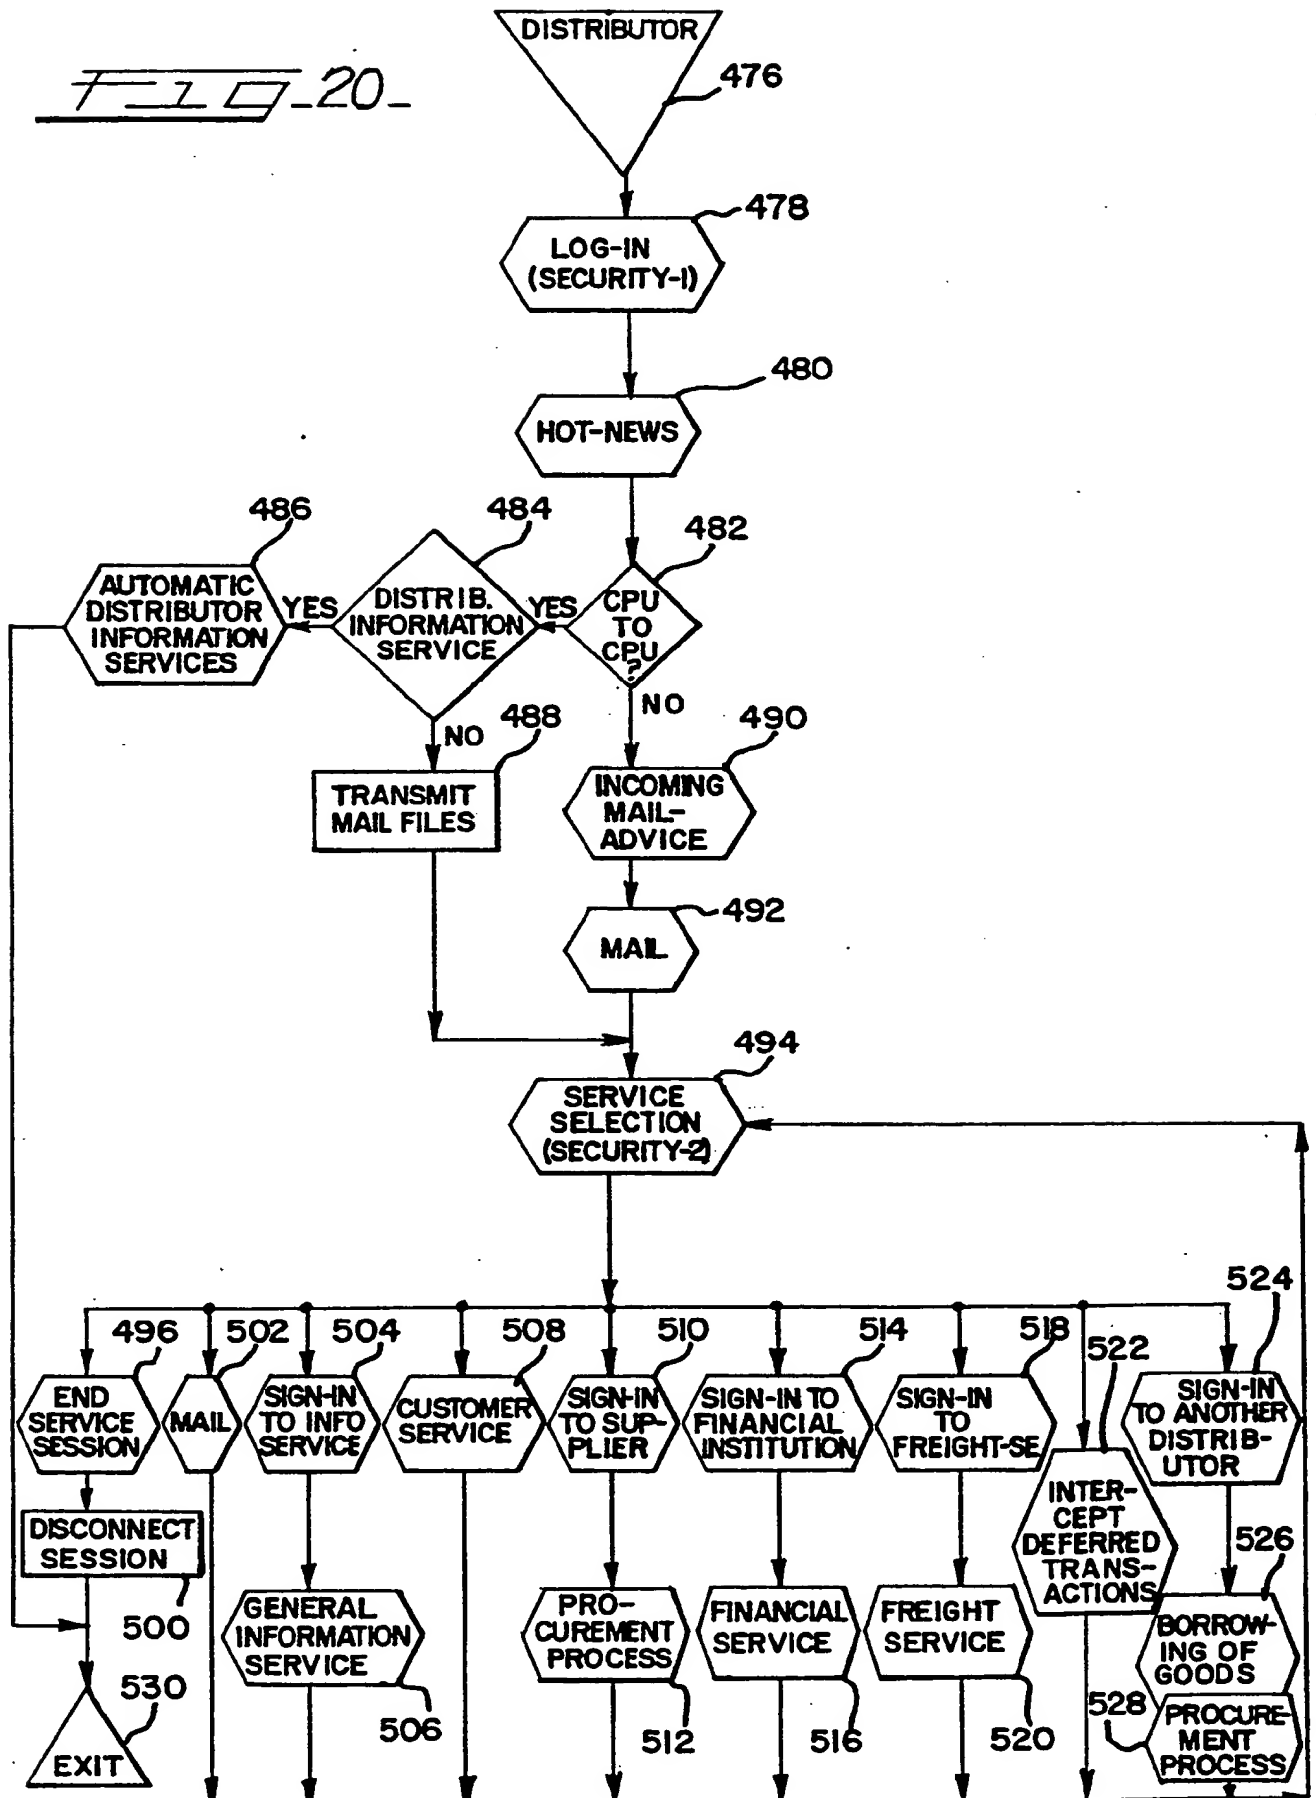 Fig_20_
DISTRIBUTOR
476
478
LOG-IN
(SECURITY-1)
480
HOT-NEWS
486
484
482
AUTOMATIC
DISTRIBUTOR
INFORMATION
SERVICES
YES
DISTRIB.
INFORMATION
SERVICE
YES
CPU
TO
CPU
?
NO
NO
488
490
TRANSMIT
MAIL FILES
INCOMING
MAIL-
ADVICE
492
MAIL
494
SERVICE
SELECTION
(SECURITY-2)
496
502
504
508
510
514
518
522
524
END
SERVICE
SESSION
MAIL
SIGN-IN
TO INFO
SERVICE
CUSTOMER
SERVICE
SIGN-IN
TO SUP-
PLIER
SIGN-IN TO
FINANCIAL
INSTITUTION
SIGN-IN
TO
FREIGHT-SE
SIGN-IN
TO ANOTHER
DISTRIB-
UTOR
INTER-
CEPT
DEFERRED
TRANS-
ACTIONS
DISCONNECT
SESSION
500
526
GENERAL
INFORMATION
SERVICE
PRO-
CUREMENT
PROCESS
FINANCIAL
SERVICE
FREIGHT
SERVICE
BORROW-
ING OF
GOODS
530
EXIT
506
512
516
520
528
PROCURE-
MENT
PROCESS